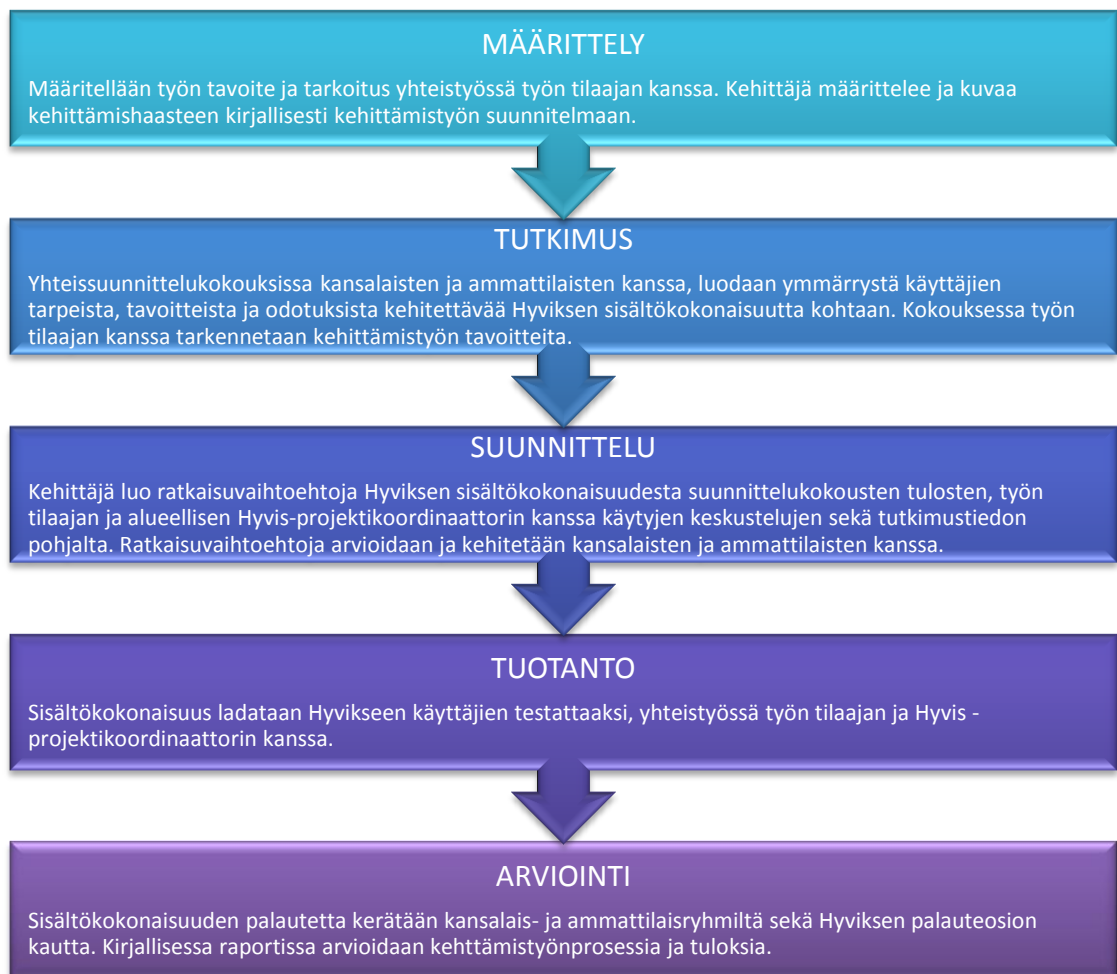 MÄÄRITTELY
Määritellään työn tavoite ja tarkoitus yhteistyössä työn tilaajan kanssa. Kehittäjä määrittelee ja kuvaa
kehittämishaasteen kirjallisesti kehittämistyön suunnitelmaan.
TUTKIMUS
Yhteissuunnittelukokouksissa kansalaisten ja ammattilaisten kanssa, luodaan ymmärrystä käyttäjien
tarpeista, tavoitteista ja odotuksista kehitettävää Hyviksen sisältökokonaisuutta kohtaan. Kokouksessa työn
tilaajan kanssa tarkennetaan kehittämistyön tavoitteita.
SUUNNITTELU
Kehittäjä luo ratkaisuvaihtoehtoja Hyviksen sisältökokonaisuudesta suunnittelukokousten tulosten, työn
tilaajan ja alueellisen Hyvis-projektikoordinaattorin kanssa käytyjen keskustelujen sekä tutkimustiedon
pohjalta. Ratkaisuvaihtoehtoja arvioidaan ja kehitetään kansalaisten ja ammattilaisten kanssa.
TUOTANTO
Sisältökokonaisuus ladataan Hyvikseen käyttäjien testattaaksi, yhteistyössä työn tilaajan ja Hyvis -
projektikoordinaattorin kanssa.
ARVIOINTI
Sisältökokonaisuuden palautetta kerätään kansalais- ja ammattilaisryhmiltä sekä Hyviksen palauteosion
kautta. Kirjallisessa raportissa arvioidaan kehttämistyönprosessia ja tuloksia.